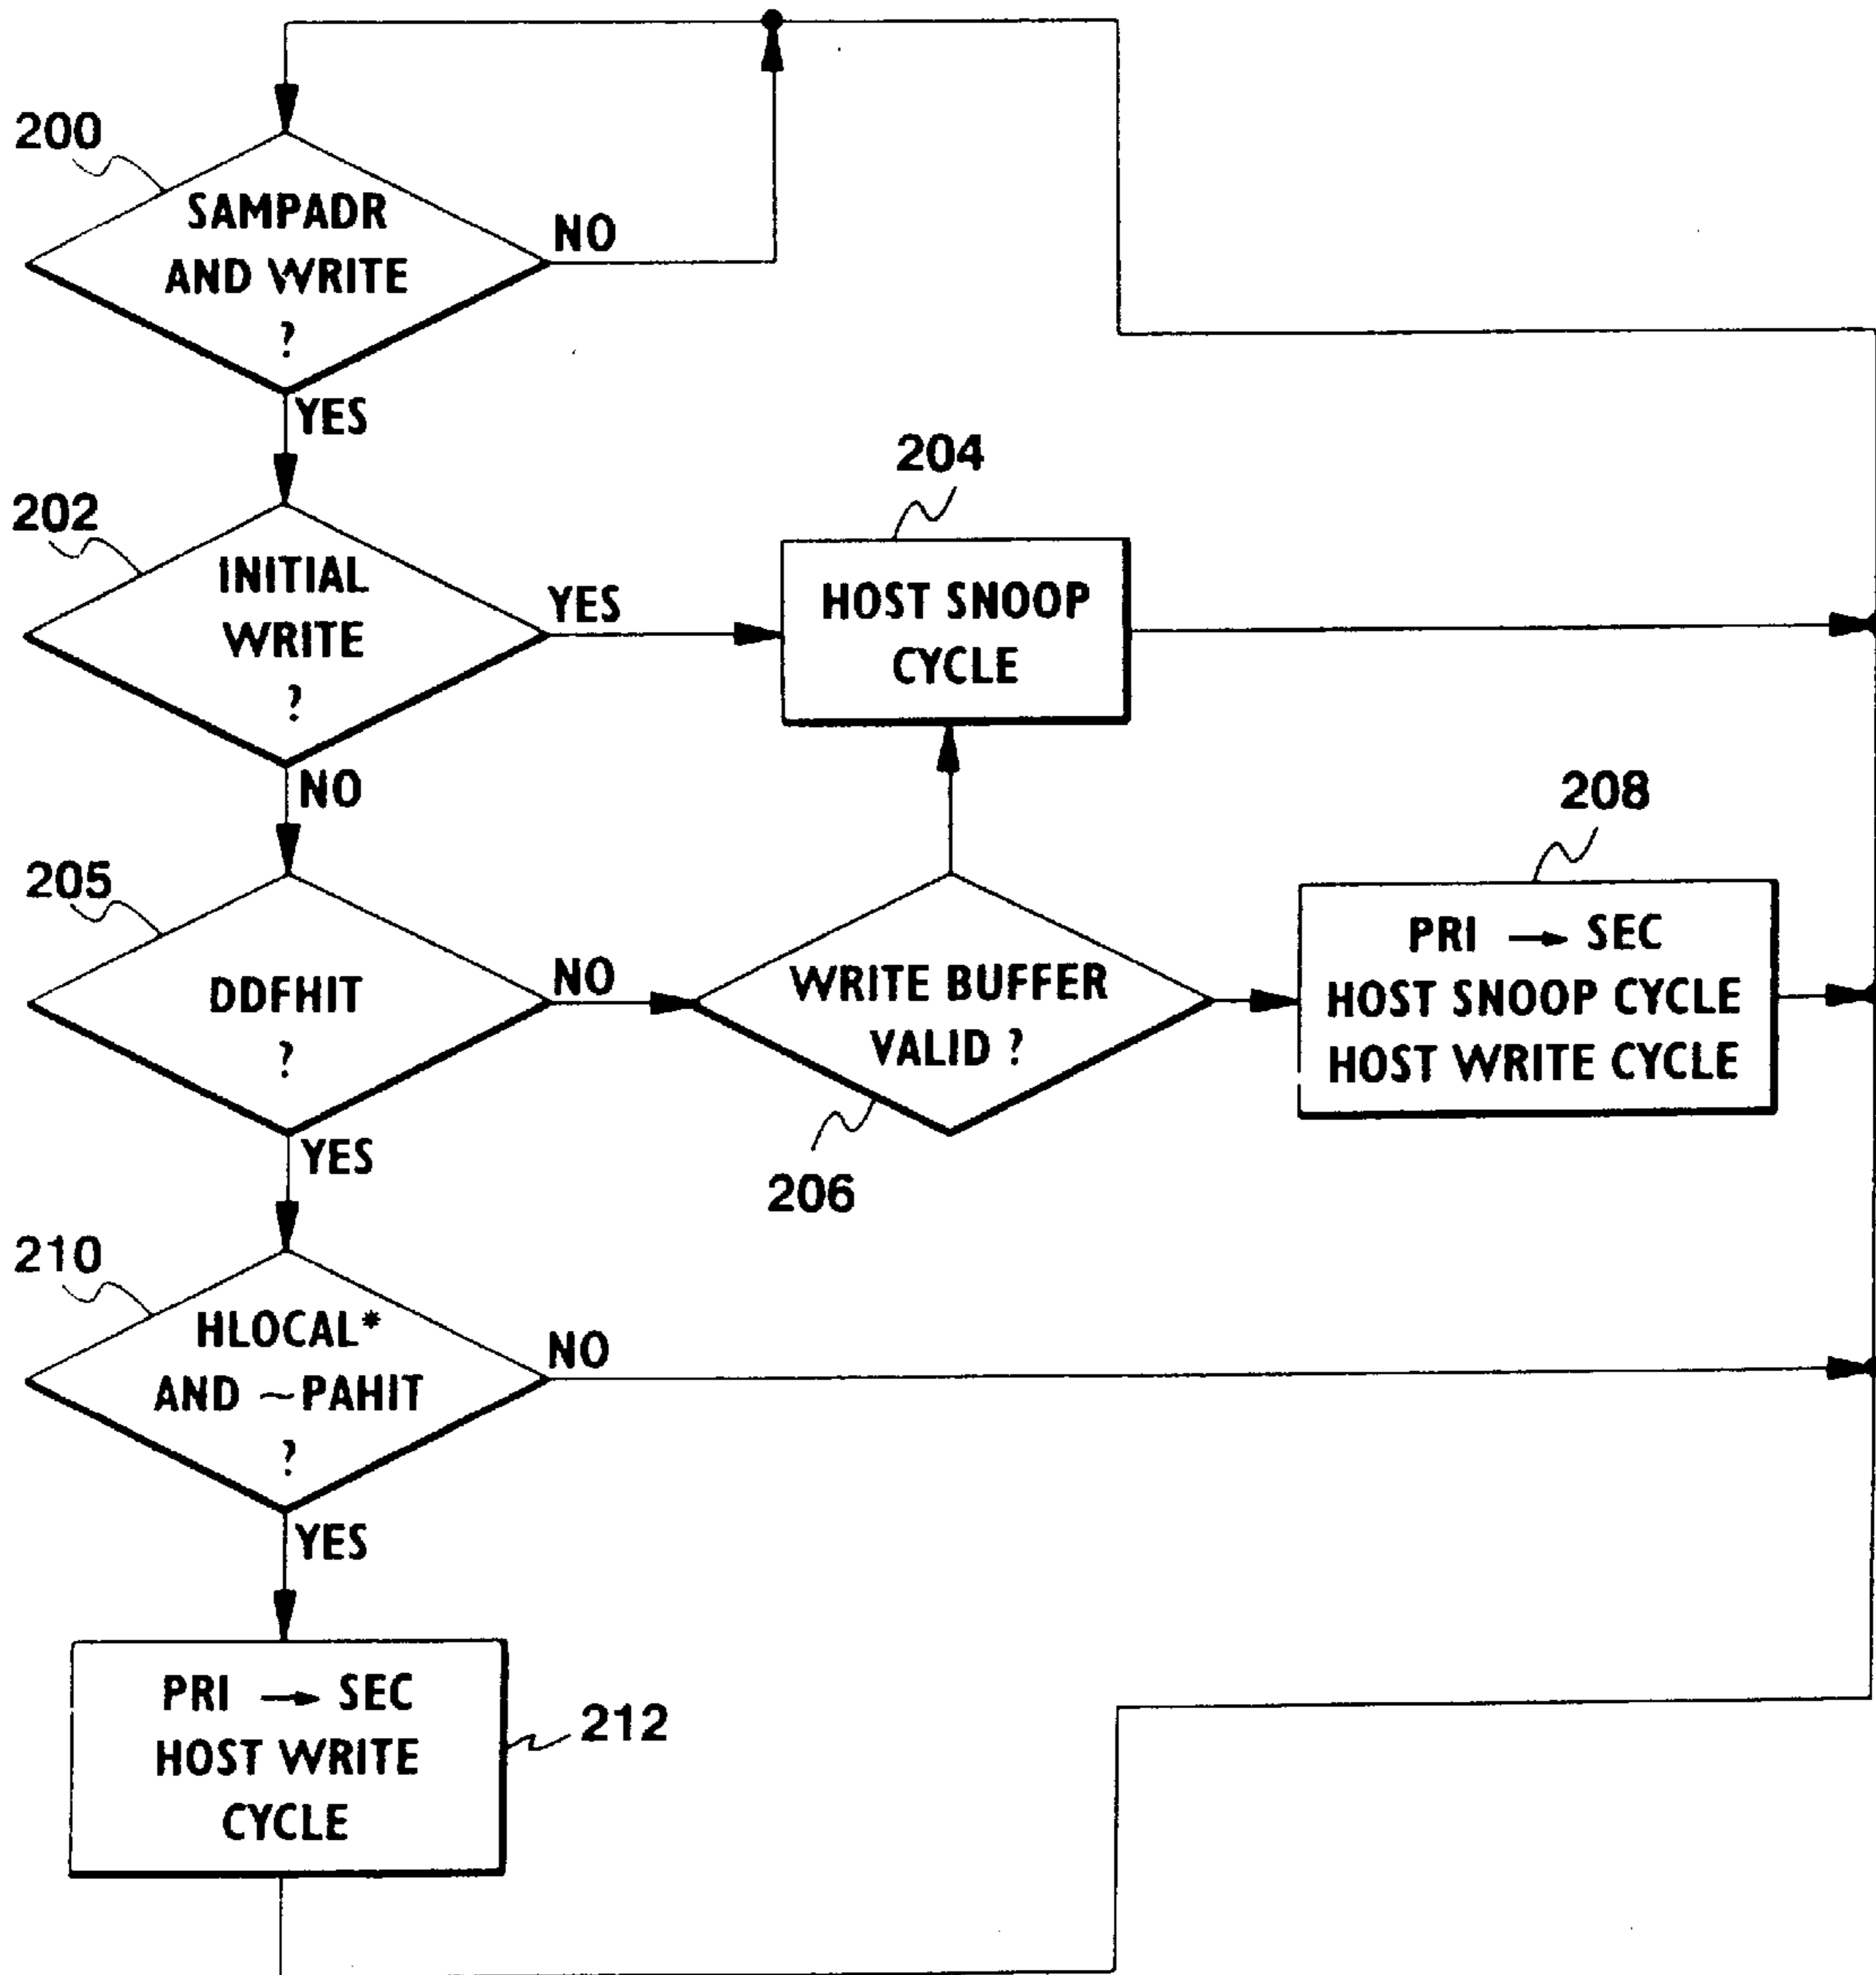 200
SAMPADR
AND WRITE
?
NO
YES
202
INITIAL
WRITE
?
YES
NO
204
HOST SNOOP
CYCLE
205
DDFHIT
?
NO
YES
WRITE BUFFER
VALID ?
206
208
PRI → SEC
HOST SNOOP CYCLE
HOST WRITE CYCLE
210
HLOCAL*
AND ~PAHIT
?
NO
YES
PRI → SEC
HOST WRITE
CYCLE
212